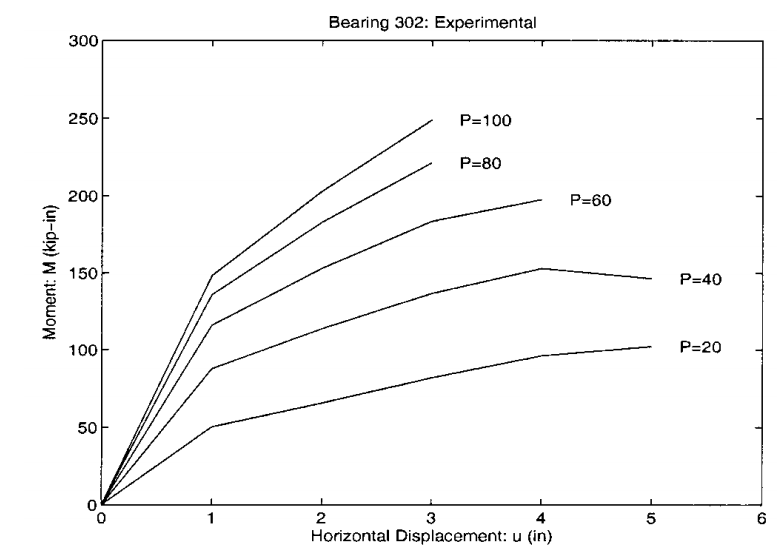 Bearing 302: Experimental
300
250
200
150
100
50
0
P=100
P=80
P=60
P=40
P=20
Moment: M (kip-in)
0 1 2 3 4 5 6
Horizontal Displacement: u (in)